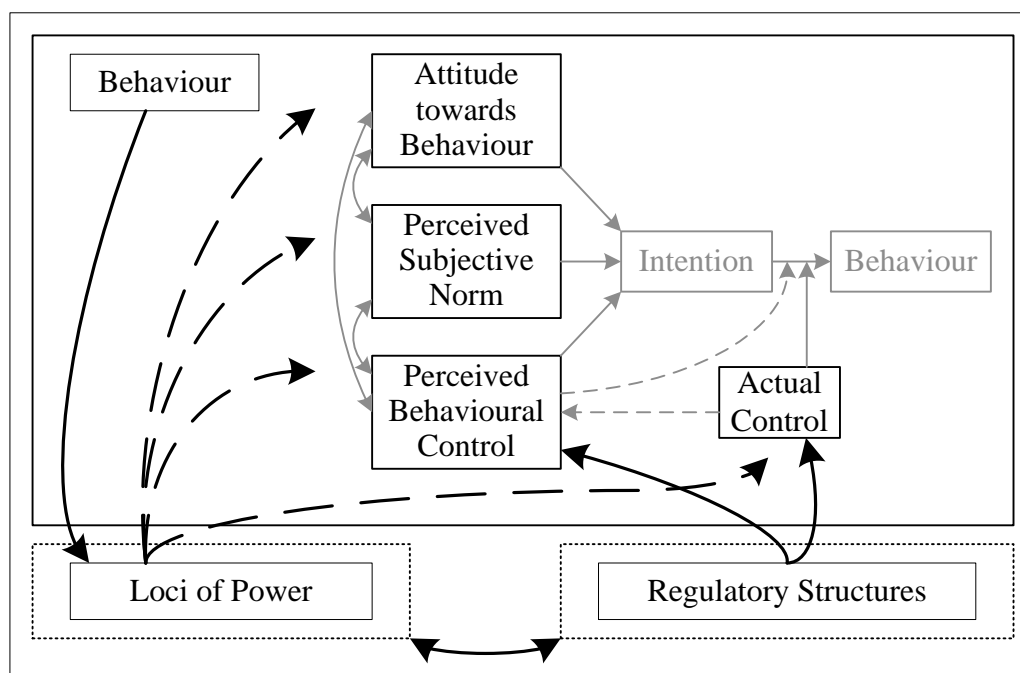 Behaviour
Attitude
towards
Behaviour
Perceived
Subjective
Norm
Intention
Behaviour
Perceived
Behavioural
Control
Actual
Control
Loci of Power
Regulatory Structures